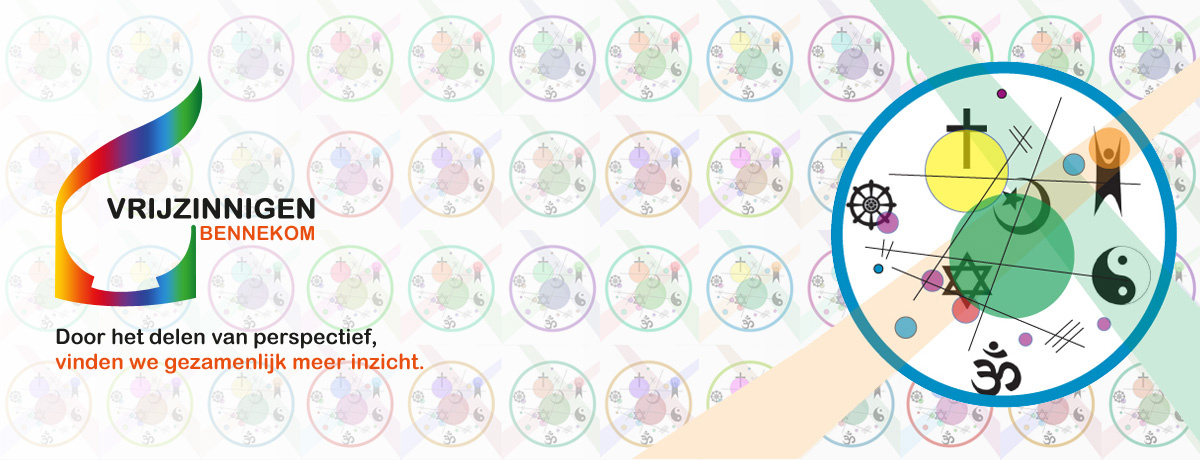 VRIJZINNIGEN
BENNEKOM
Door het delen van perspectief,
vinden we gezamenlijk meer inzicht.